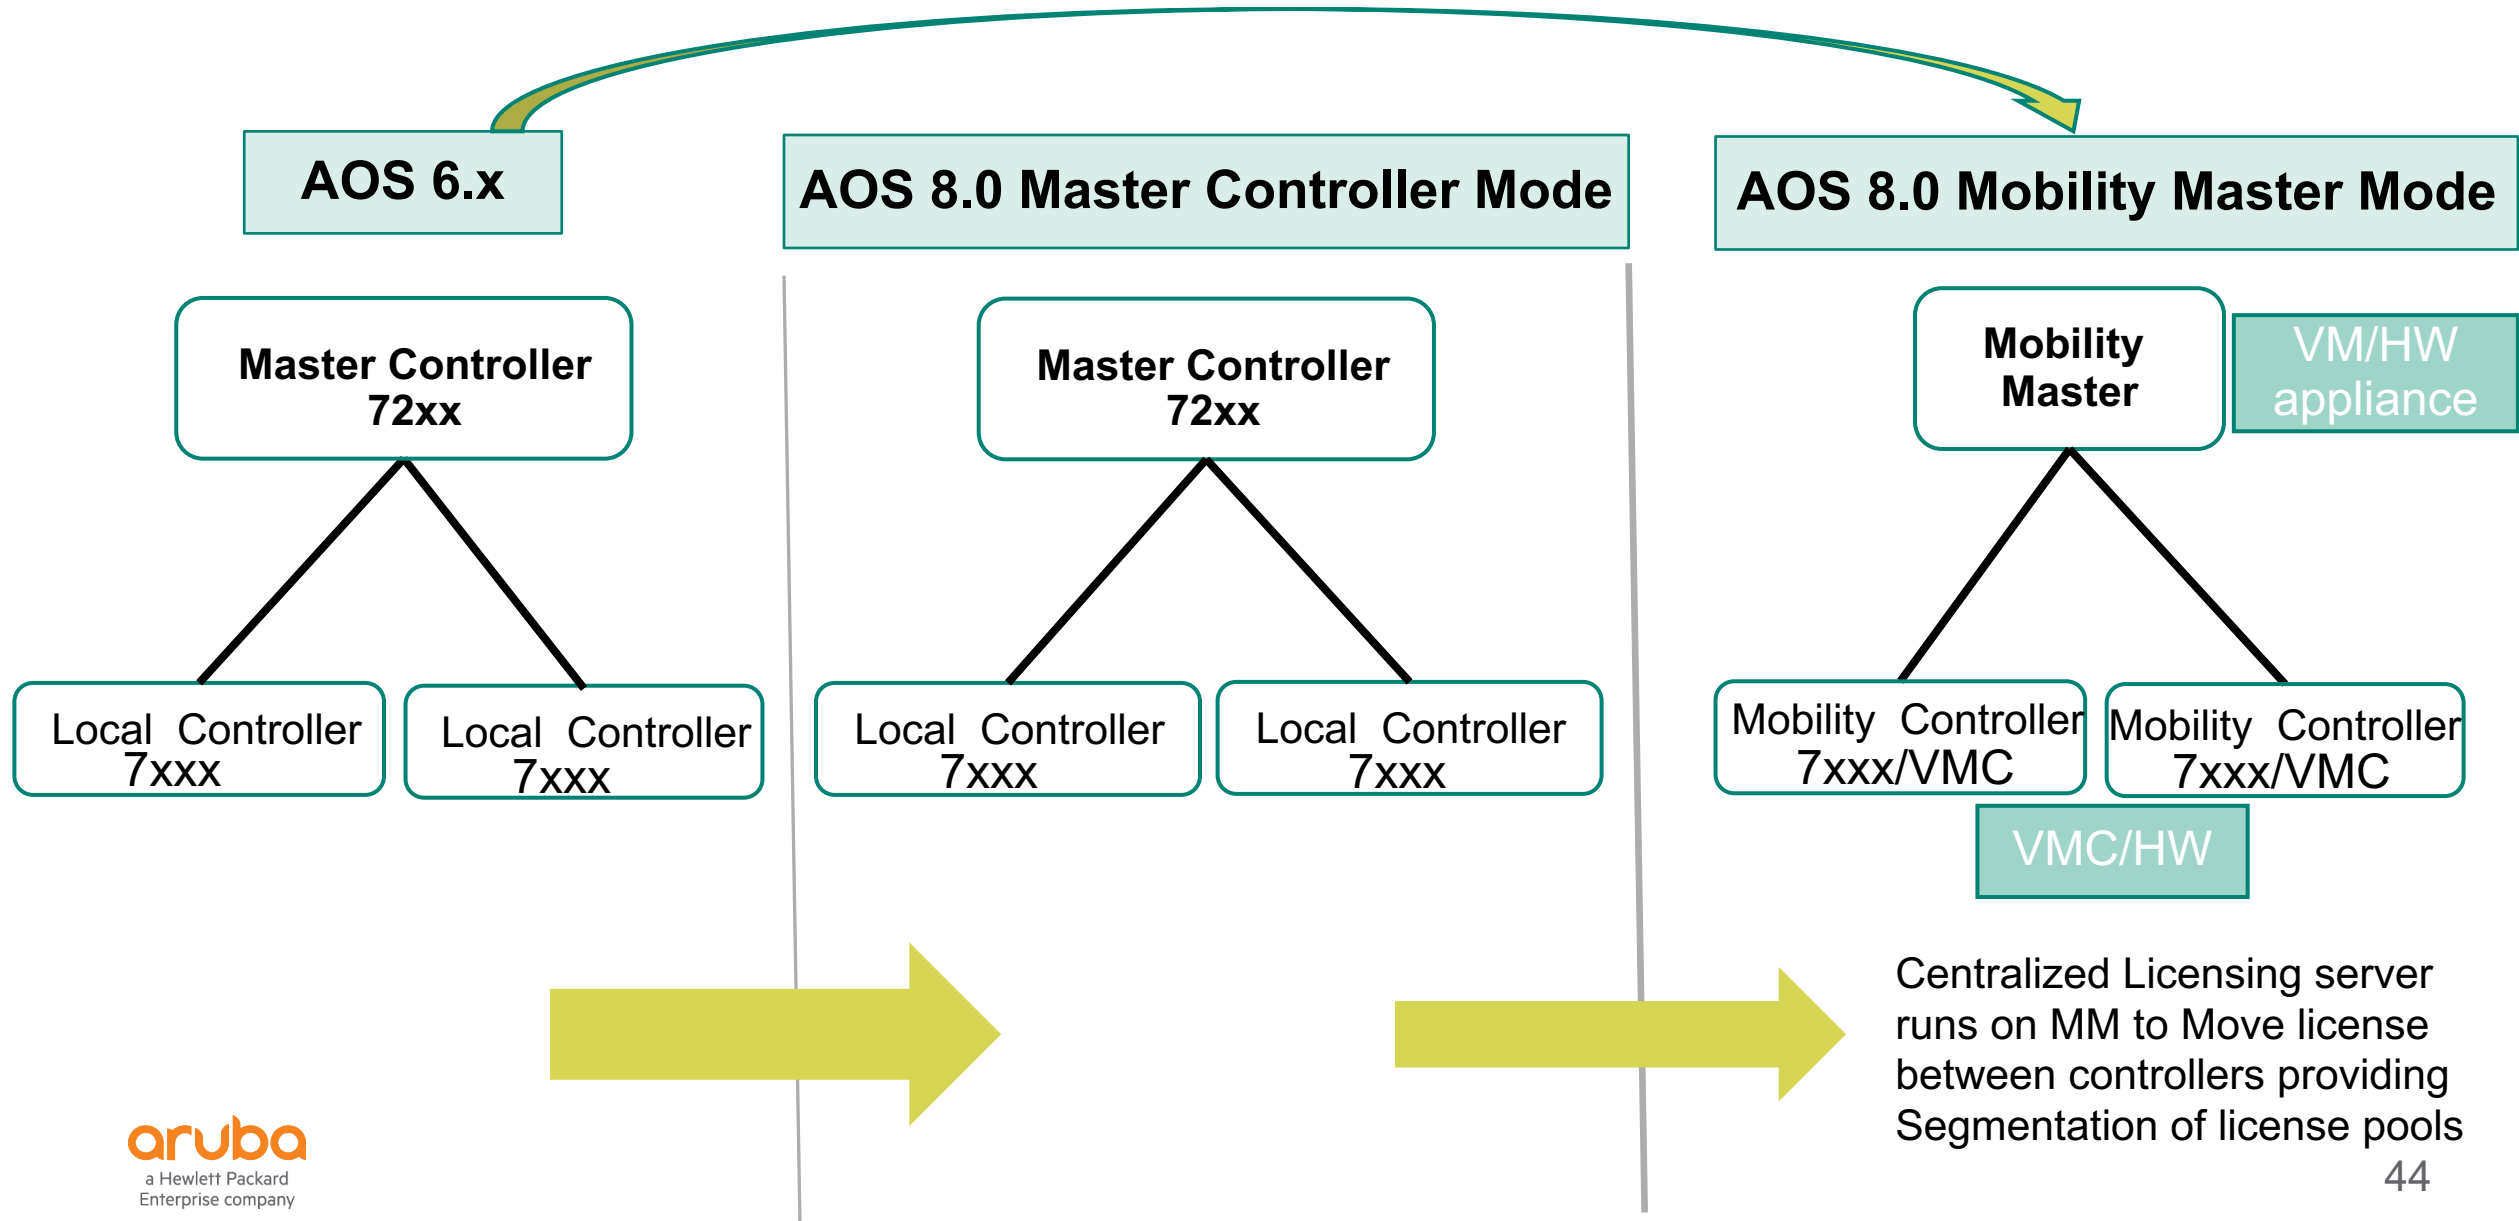 AOS 6.x
AOS 8.0 Master Controller Mode
AOS 8.0 Mobility Master Mode
Master Controller
72xx
Master Controller
72xx
Mobility
Master
VM/HW
appliance
Local Controller
7xxx
Local Controller
7xxx
Local Controller
7xxx
Local Controller
7xxx
Mobility Controller
7xxx/VMC
Mobility Controller
7xxx/VMC
VMC/HW
Centralized Licensing server
runs on MM to Move license
between controllers providing
Segmentation of license pools
aruba
a Hewlett Packard
Enterprise company
44